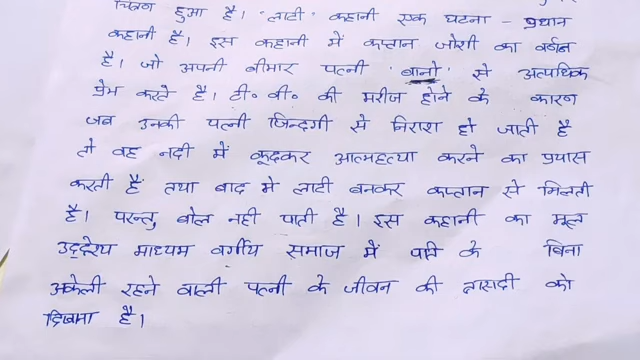 चित्रण हुआ है। 'लाटी' कहानी एक घटना - प्रधान
कहानी है। इस कहानी में कप्तान जोशी का वर्णन
है। जो अपनी बीमार पत्नी 'बानो' से अत्यधिक
प्रेम करते है। टी॰ बी॰ की मरीज होने के कारण
जब उनकी पत्नी जिन्दगी से निराश हो जाती है
तो वह नदी में कूदकर आत्महत्या करने का प्रयास
करती है तथा बाद मे लाटी बनकर कप्तान से मिलती
है। परन्तु बोल नही पाती है। इस कहानी का मूल
उद्देश्य माध्यम वर्गीय समाज में पति के बिना
अकेली रहने वाली पत्नी के जीवन की त्रासदी को
दिखाना है।